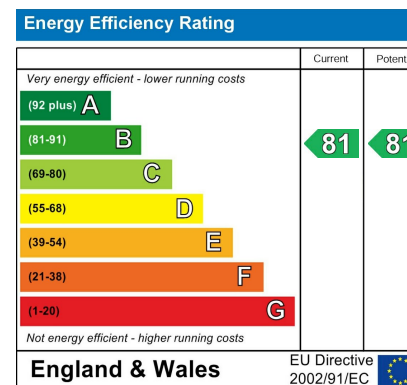 Energy Efficiency Rating
Current Potent
Very energy efficient - lower running costs
(92 plus) A
(81-91) B 81 81
(69-80) C
(55-68) D
(39-54) E
(21-38) F
(1-20) G
Not energy efficient - higher running costs
England & Wales
EU Directive
2002/91/EC